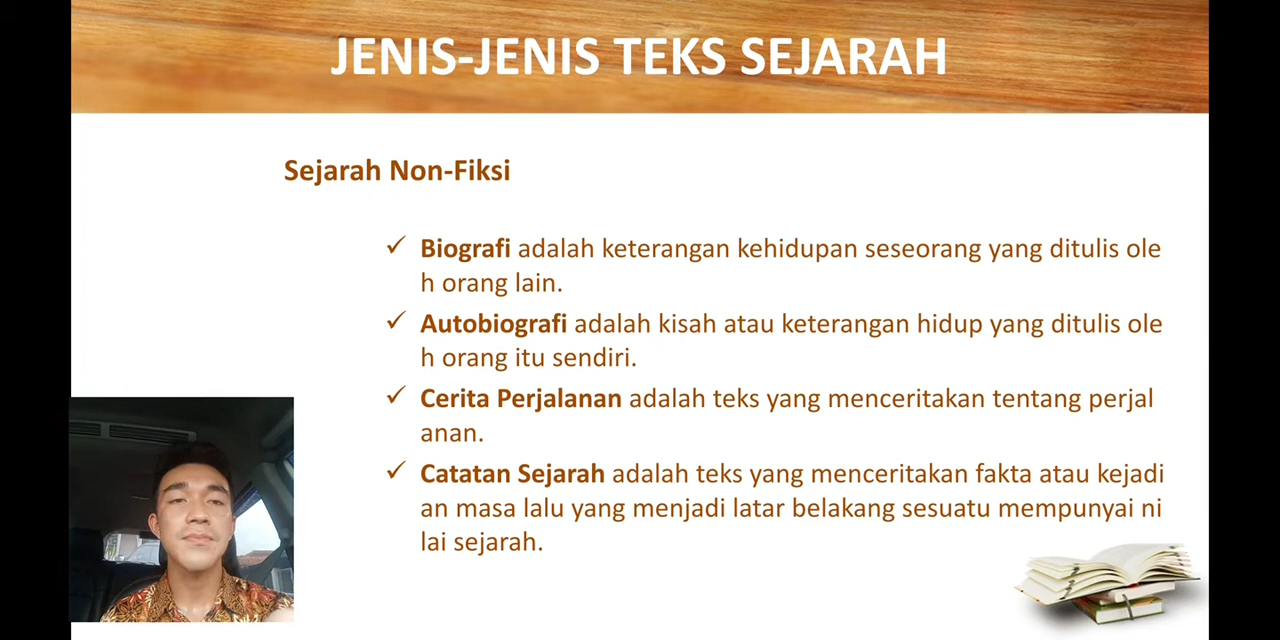 JENIS-JENIS TEKS SEJARAH
Sejarah Non-Fiksi
✓ Biografi adalah keterangan kehidupan seseorang yang ditulis ole
h orang lain.
✓ Autobiografi adalah kisah atau keterangan hidup yang ditulis ole
h orang itu sendiri.
✓ Cerita Perjalanan adalah teks yang menceritakan tentang perjal
anan.
✓ Catatan Sejarah adalah teks yang menceritakan fakta atau kejadi
an masa lalu yang menjadi latar belakang sesuatu mempunyai ni
lai sejarah.